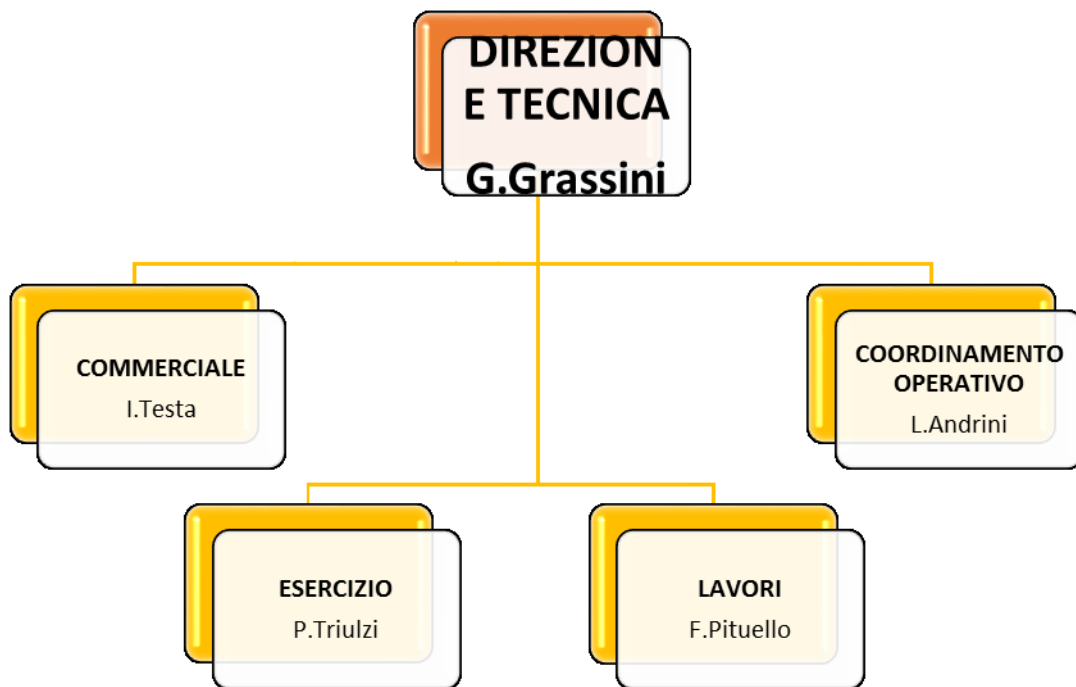 DIREZION
E TECNICA
G.Grassini
COMMERCIALE
I.Testa
COORDINAMENTO
OPERATIVO
L.Andrini
ESERCIZIO
P.Triulzi
LAVORI
F.Pituello